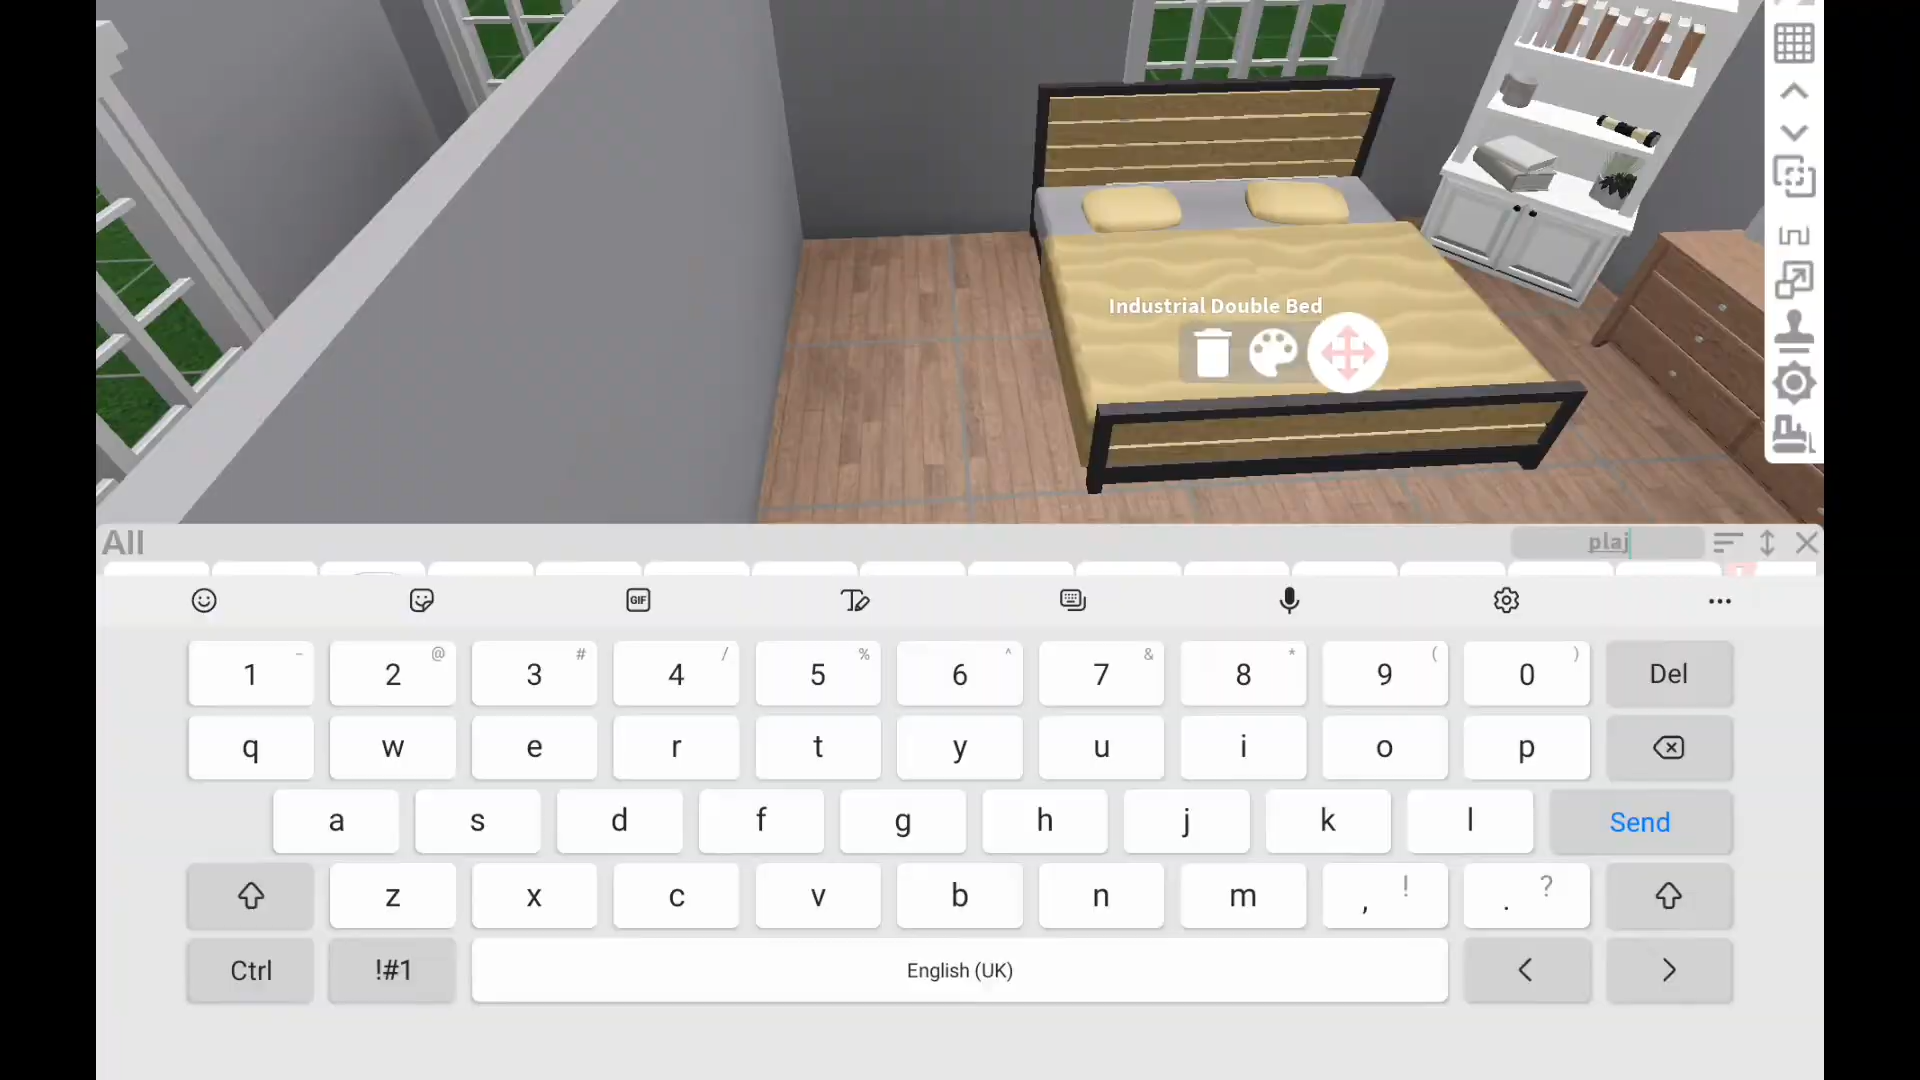 Industrial Double Bed
All
plaj
GIF
1 -
2 @
3 #
4 /
5 %
6 ^
7 &
8 *
9 (
0 )
Del
q w e r t y u i o p
a s d f g h j k l Send
z x c v b n m , ! . ?
Ctrl !#1 English (UK) < >